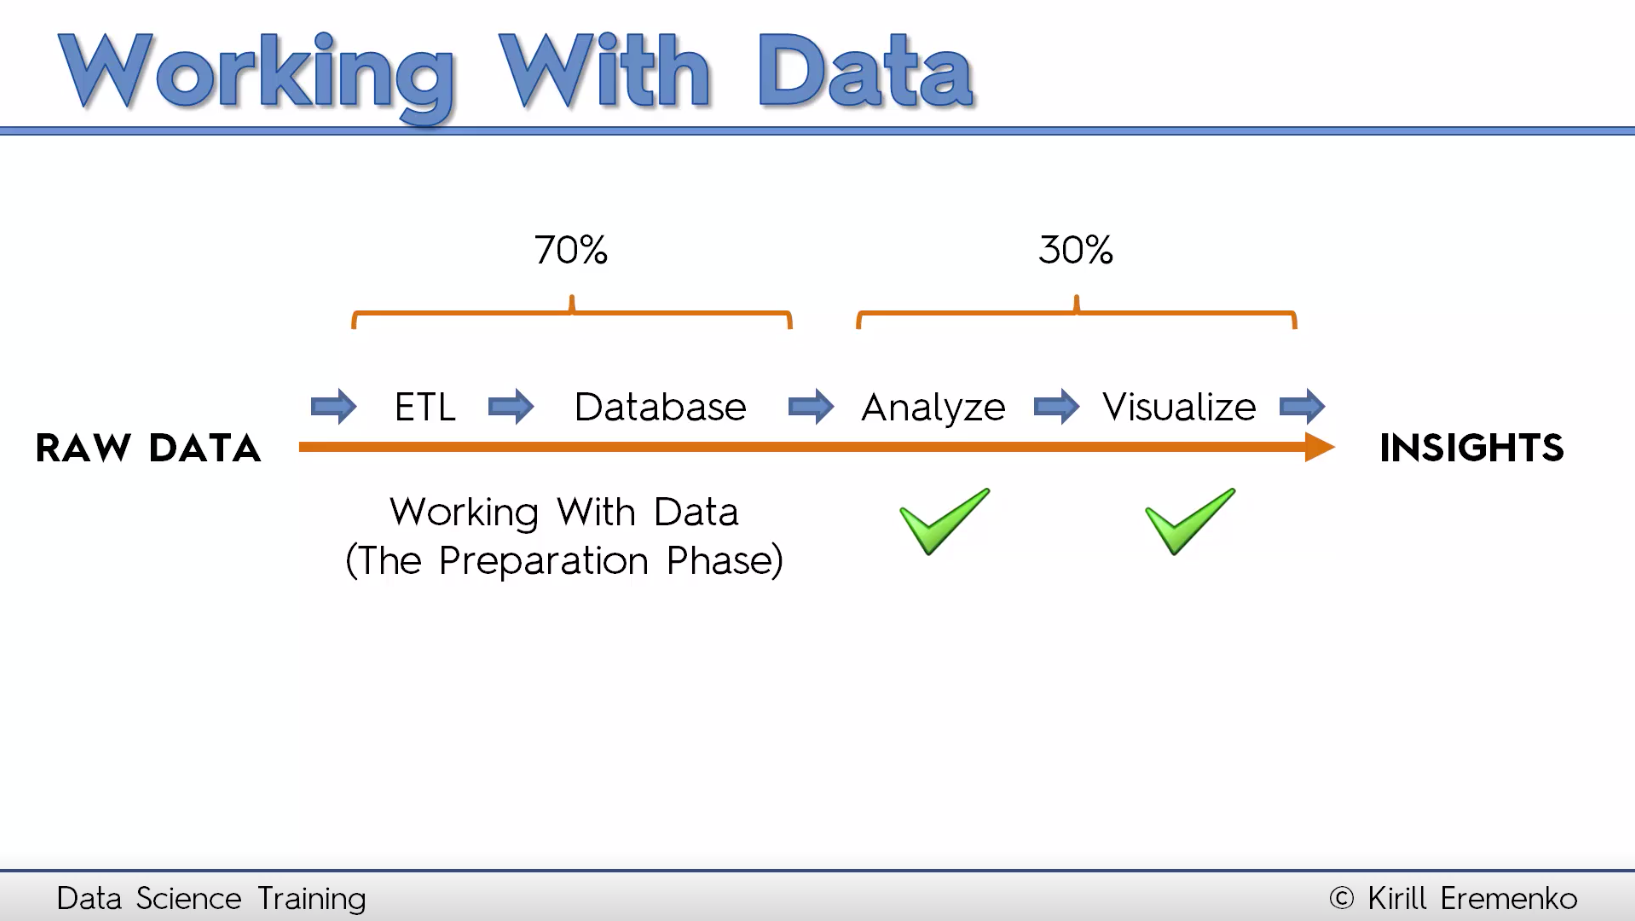 Working With Data
70%
30%
ETL
Database
Analyze
Visualize
RAW DATA
INSIGHTS
Working With Data
(The Preparation Phase)
Data Science Training
© Kirill Eremenko